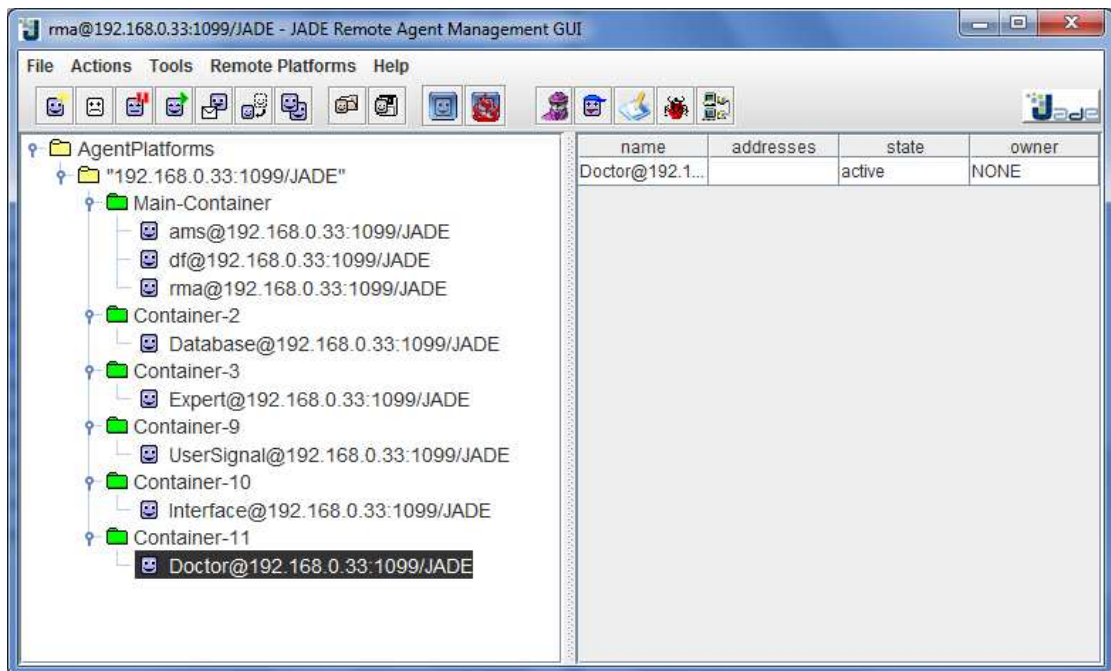 rma@192.168.0.33:1099/JADE - JADE Remote Agent Management GUI
File Actions Tools Remote Platforms Help
Jade
AgentPlatforms
"192.168.0.33:1099/JADE"
Main-Container
ams@192.168.0.33:1099/JADE
df@192.168.0.33:1099/JADE
rma@192.168.0.33:1099/JADE
Container-2
Database@192.168.0.33:1099/JADE
Container-3
Expert@192.168.0.33:1099/JADE
Container-9
UserSignal@192.168.0.33:1099/JADE
Container-10
Interface@192.168.0.33:1099/JADE
Container-11
Doctor@192.168.0.33:1099/JADE
name addresses state owner
Doctor@192.1... active NONE